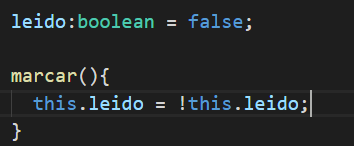 leido:boolean = false;
marcar(){
this.leido = !this.leido;
}